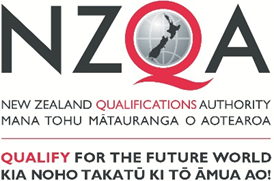 NZQA
NEW ZEALAND QUALIFICATIONS AUTHORITY
MANA TOHU MĀTAURANGA O AOTEAROA
QUALIFY FOR THE FUTURE WORLD
KIA NOHO TAKATŪ KI TŌ ĀMUA AO!